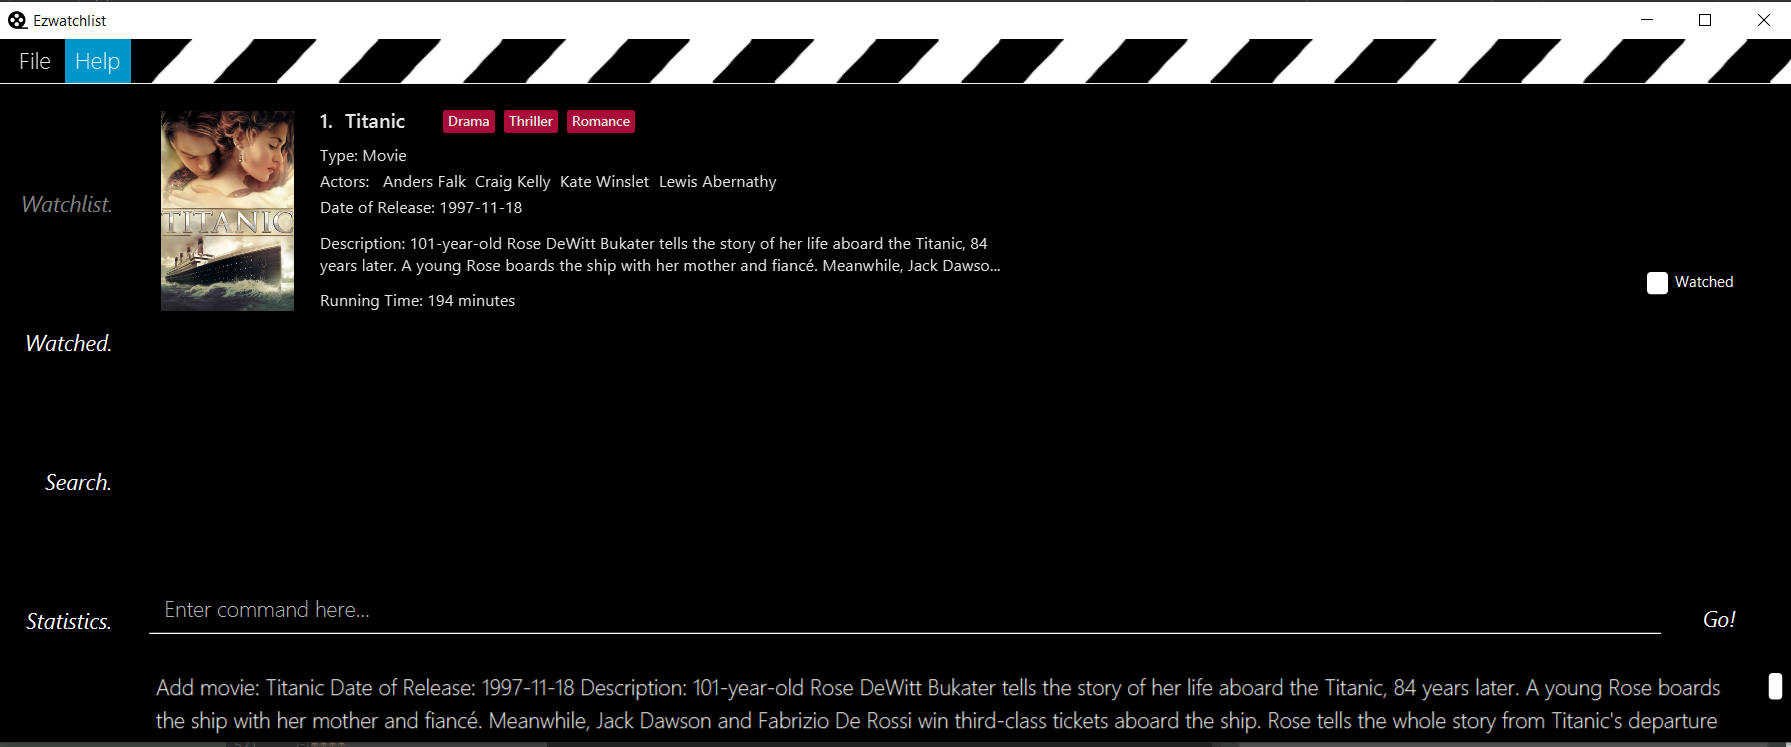 Ezwatchlist
File Help
1. Titanic Drama Thriller Romance
Type: Movie
Actors: Anders Falk Craig Kelly Kate Winslet Lewis Abernathy
Watchlist.
Date of Release: 1997-11-18
TITANIC
Description: 101-year-old Rose DeWitt Bukater tells the story of her life aboard the Titanic, 84
years later. A young Rose boards the ship with her mother and fiancé. Meanwhile, Jack Dawso...
Watched
Running Time: 194 minutes
Watched.
Search.
Enter command here...
Statistics.
Go!
Add movie: Titanic Date of Release: 1997-11-18 Description: 101-year-old Rose DeWitt Bukater tells the story of her life aboard the Titanic, 84 years later. A young Rose boards
the ship with her mother and fiancé. Meanwhile, Jack Dawson and Fabrizio De Rossi win third-class tickets aboard the ship. Rose tells the whole story from Titanic's departure